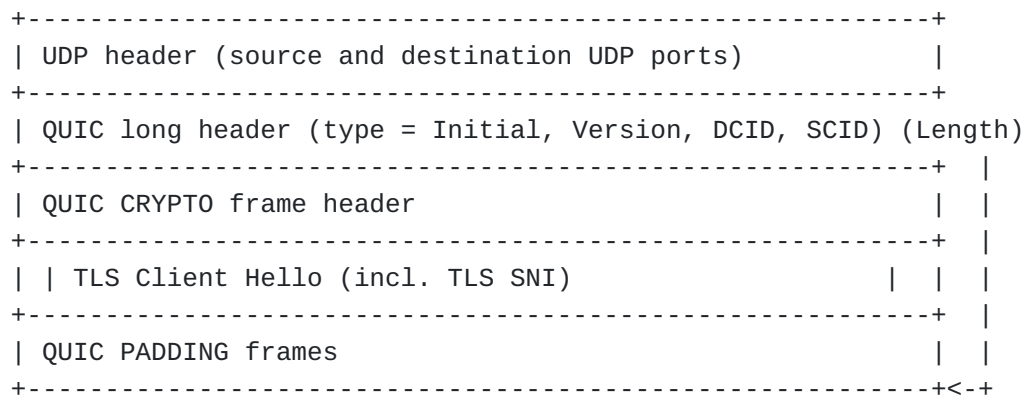 +----------------------------------------------------------+
| UDP header (source and destination UDP ports)            |
+----------------------------------------------------------+
| QUIC long header (type = Initial, Version, DCID, SCID) (Length)
+----------------------------------------------------------+  |
| QUIC CRYPTO frame header                                 |  |
+----------------------------------------------------------+  |
| | TLS Client Hello (incl. TLS SNI)                    |  |  |
+----------------------------------------------------------+  |
| QUIC PADDING frames                                      |  |
+----------------------------------------------------------+<-+